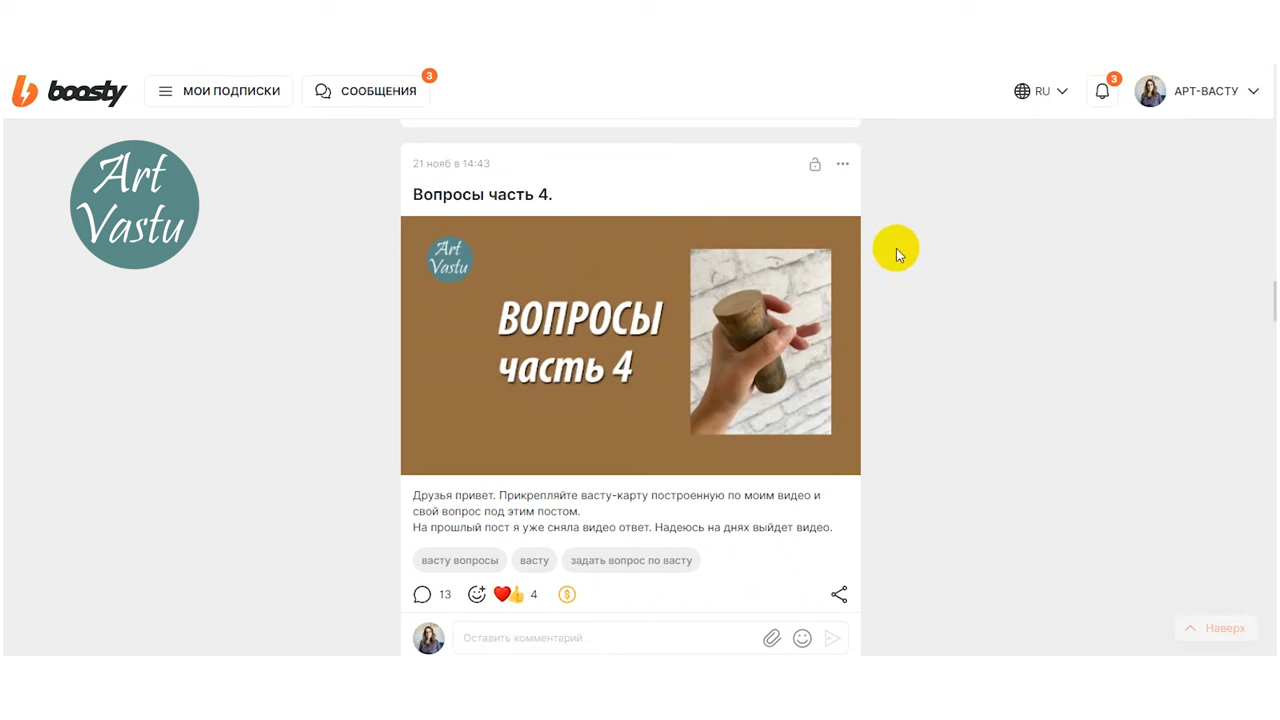 boosty
МОИ ПОДПИСКИ
СООБЩЕНИЯ
3
RU
3
АРТ-ВАСТУ
Art
Vastu
21 нояб в 14:43
Вопросы часть 4.
Art
Vastu
ВОПРОСЫ
часть 4
Друзья привет. Прикрепляйте васту-карту построенную по моим видео и
свой вопрос под этим постом.
На прошлый пост я уже сняла видео ответ. Надеюсь на днях выйдет видео.
васту вопросы
васту
задать вопрос по васту
13
4
Оставить комментарий
Наверх